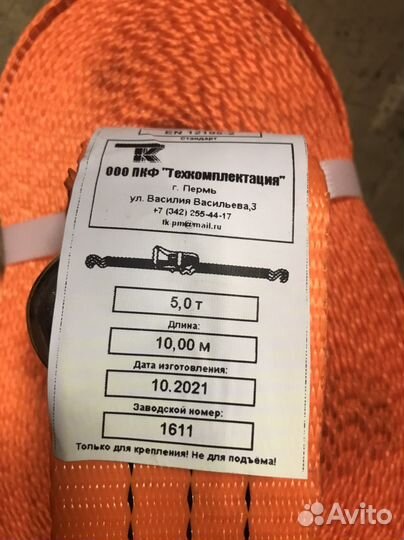 EN 12195-2
стандарт
TK
ООО ПКФ "Техкомплектация"
г. Пермь
ул. Василия Васильева,3
+7 (342) 255-44-17
tk-pm@mail.ru
5,0 т
Длина:
10,00 м
Дата изготовления:
10.2021
Заводской номер:
1611
Только для крепления! Не для подъёма!
Avito